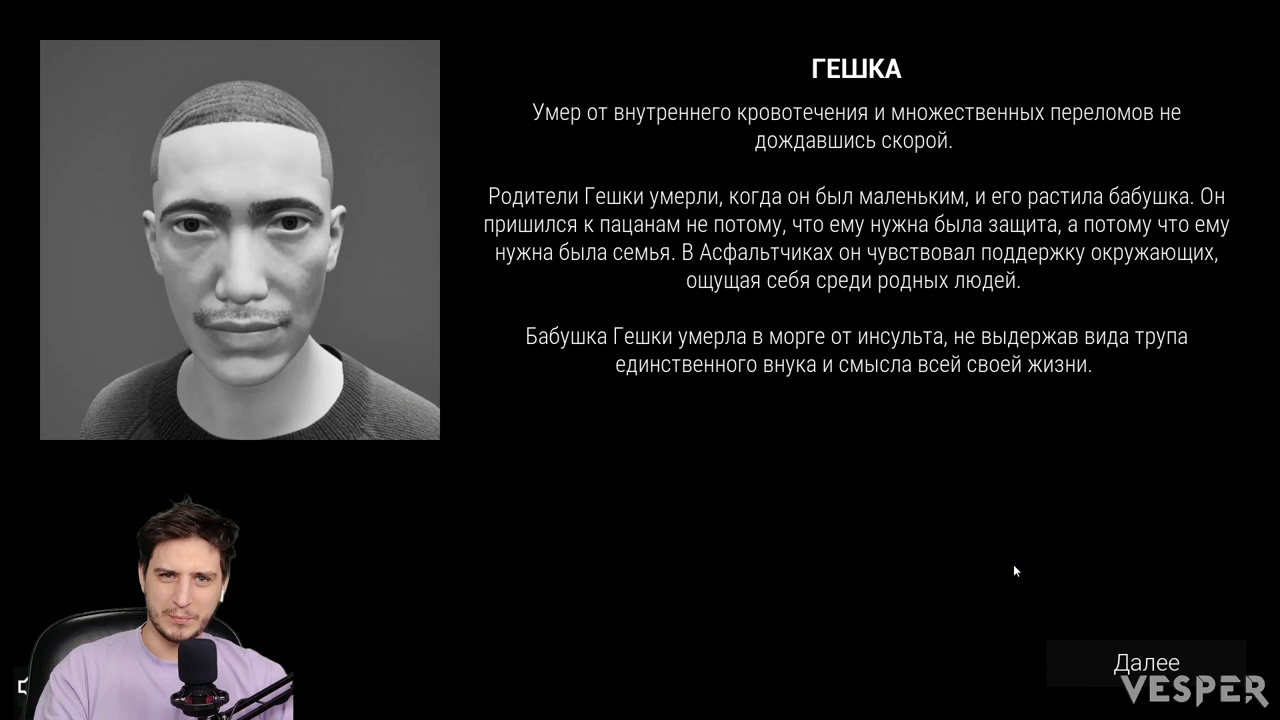 ГЕШКА
Умер от внутреннего кровотечения и множественных переломов не
дождавшись скорой.
Родители Гешки умерли, когда он был маленьким, и его растила бабушка. Он
пришился к пацанам не потому, что ему нужна была защита, а потому что ему
нужна была семья. В Асфальтчиках он чувствовал поддержку окружающих,
ощущая себя среди родных людей.
Бабушка Гешки умерла в морге от инсульта, не выдержав вида трупа
единственного внука и смысла всей своей жизни.
Далее
VESPER